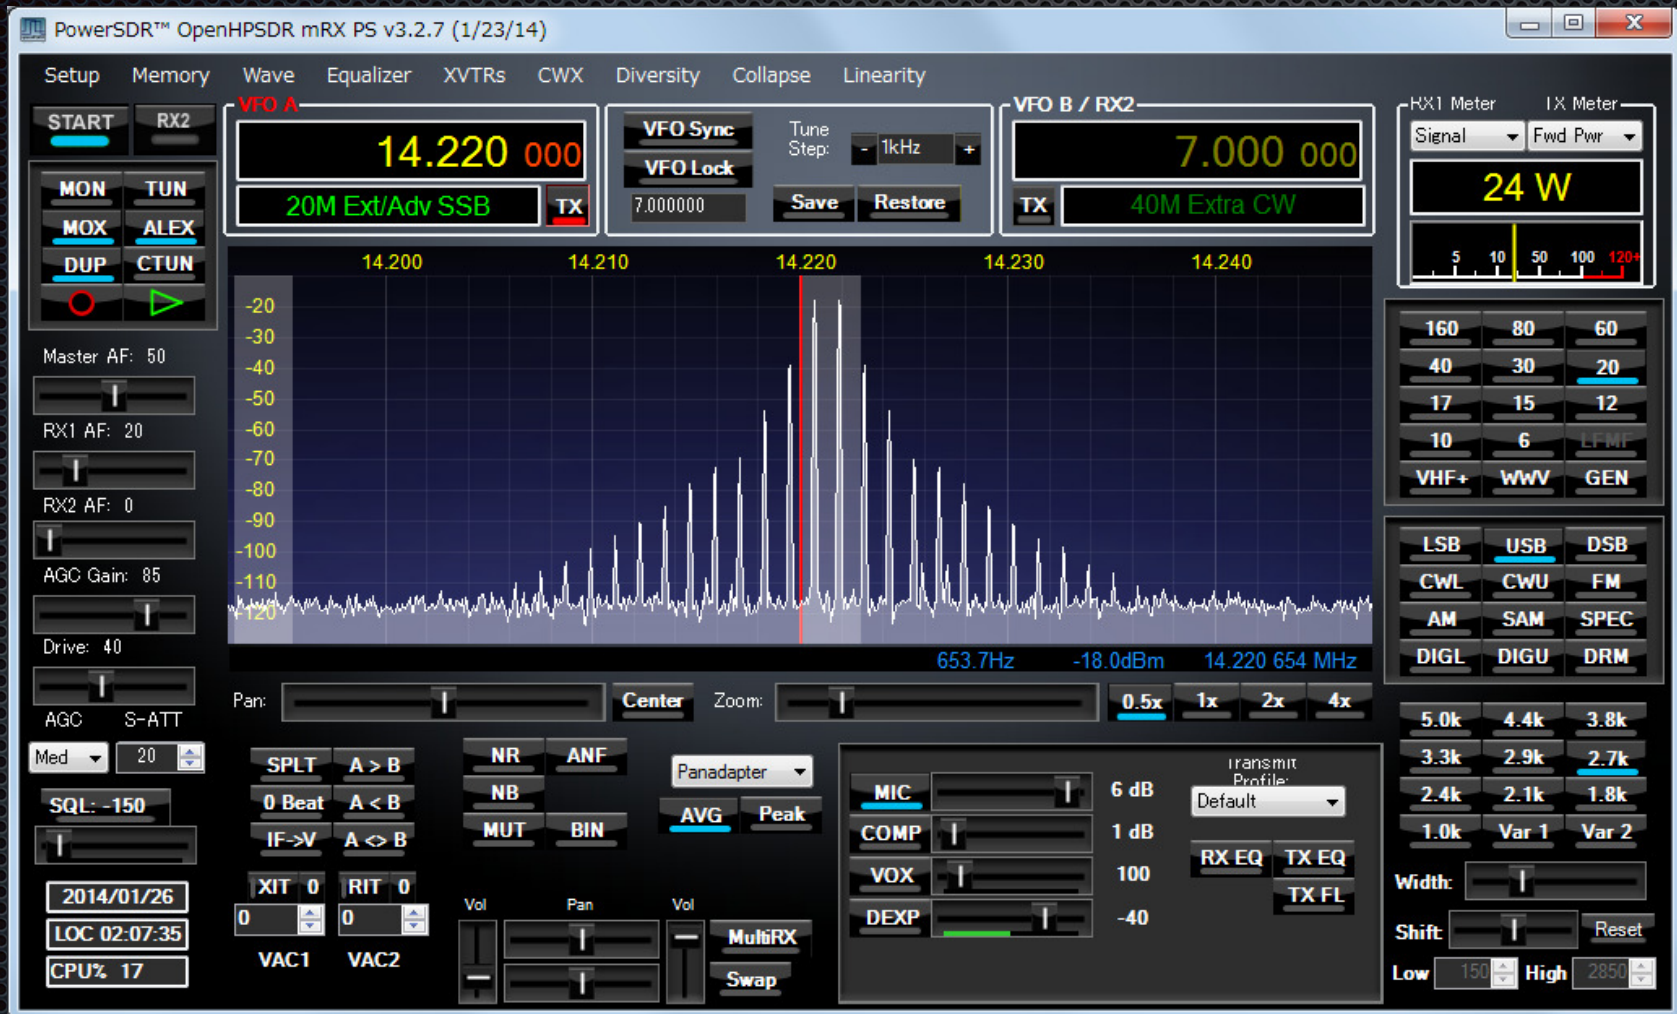 PowerSDR™ OpenHPSDR mRX PS v3.2.7 (1/23/14)
Setup Memory Wave Equalizer XVTRs CWX Diversity Collapse Linearity
START RX2
MON TUN
MOX ALEX
DUP CTUN
VFO A
14.220 000
20M Ext/Adv SSB TX
VFO Sync
VFO Lock
7.000000
Tune
Step: - 1kHz +
Save Restore
VFO B / RX2
7.000 000
TX 40M Extra CW
RX1 Meter TX Meter
Signal Fwd Pwr
24 W
5 10 50 100 120+
14.200 14.210 14.220 14.230 14.240
-20
-30
-40
-50
-60
-70
-80
-90
-100
-110
-120
653.7Hz -18.0dBm 14.220 654 MHz
Master AF: 50
RX1 AF: 20
RX2 AF: 0
AGC Gain: 85
Drive: 40
AGC S-ATT
Med 20
SQL: -150
2014/01/26
LOC 02:07:35
CPU% 17
Pan: Center Zoom: 0.5x 1x 2x 4x
SPLT A > B
0 Beat A < B
IF->V A <> B
XIT 0 RIT 0
0 0
VAC1 VAC2
NR ANF
NB
MUT BIN
Panadapter
AVG Peak
Vol Pan Vol
MultiRX
Swap
MIC 6 dB
COMP 1 dB
VOX 100
DEXP -40
Transmit
Profile:
Default
RX EQ TX EQ
TX FL
160 80 60
40 30 20
17 15 12
10 6 LFMF
VHF+ WWV GEN
LSB USB DSB
CWL CWU FM
AM SAM SPEC
DIGL DIGU DRM
5.0k 4.4k 3.8k
3.3k 2.9k 2.7k
2.4k 2.1k 1.8k
1.0k Var 1 Var 2
Width:
Shift: Reset
Low 150 High 2850